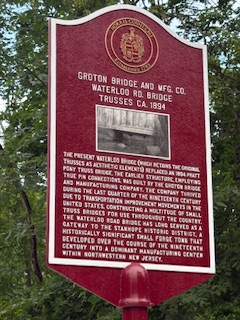 GROTON BRIDGE AND MFG. CO.
WATERLOO RD. BRIDGE
TRUSSES CA. 1894
THE PRESENT WATERLOO BRIDGE (WHICH RETAINS THE ORIGINAL
TRUSSES AS AESTHETIC ELEMENTS) REPLACED AN 1894 PRATT
PONY TRUSS BRIDGE. THE EARLIER STRUCTURE, EMPLOYING
TRUE PIN CONNECTIONS, WAS BUILT BY THE GROTON BRIDGE
AND MANUFACTURING COMPANY. THE COMPANY THRIVED
DURING THE LAST QUARTER OF THE NINETEENTH CENTURY
DUE TO TRANSPORTATION IMPROVEMENT MOVEMENTS IN THE
UNITED STATES, CONSTRUCTING A MULTITUDE OF SMALL
TRUSS BRIDGES FOR USE THROUGHOUT THE COUNTRY.
THE WATERLOO ROAD BRIDGE HAS LONG SERVED AS A
GATEWAY TO THE STANHOPE HISTORIC DISTRICT, A
HISTORICALLY SIGNIFICANT SMALL FORGE TOWN THAT
DEVELOPED OVER THE COURSE OF THE NINETEENTH
CENTURY INTO A DOMINANT MANUFACTURING CENTER
WITHIN NORTHWESTERN NEW JERSEY.